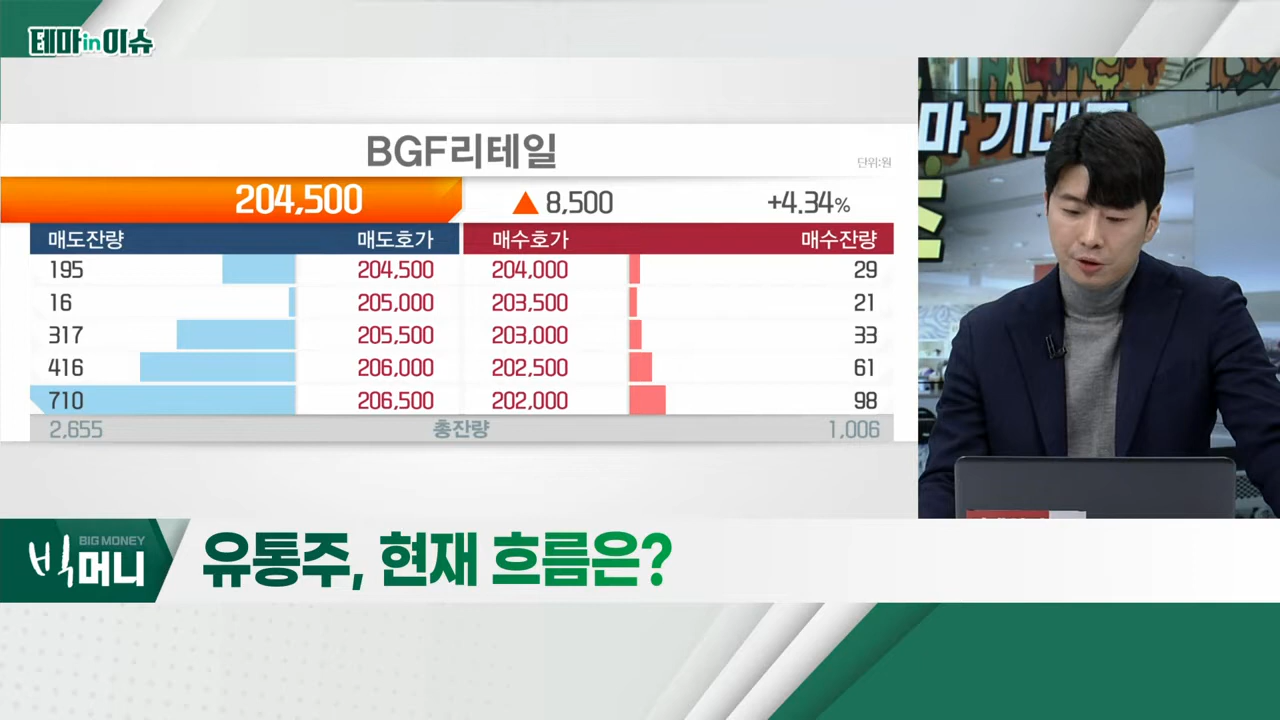 테마in이슈
마 기대주
BGF리테일
단위:원
204,500 ▲ 8,500 +4.34%
매도잔량 매도호가 매수호가 매수잔량
195 204,500 204,000 29
16 205,000 203,500 21
317 205,500 203,000 33
416 206,000 202,500 61
710 206,500 202,000 98
2,655 총잔량 1,006
BIG MONEY
빅머니
유통주, 현재 흐름은?